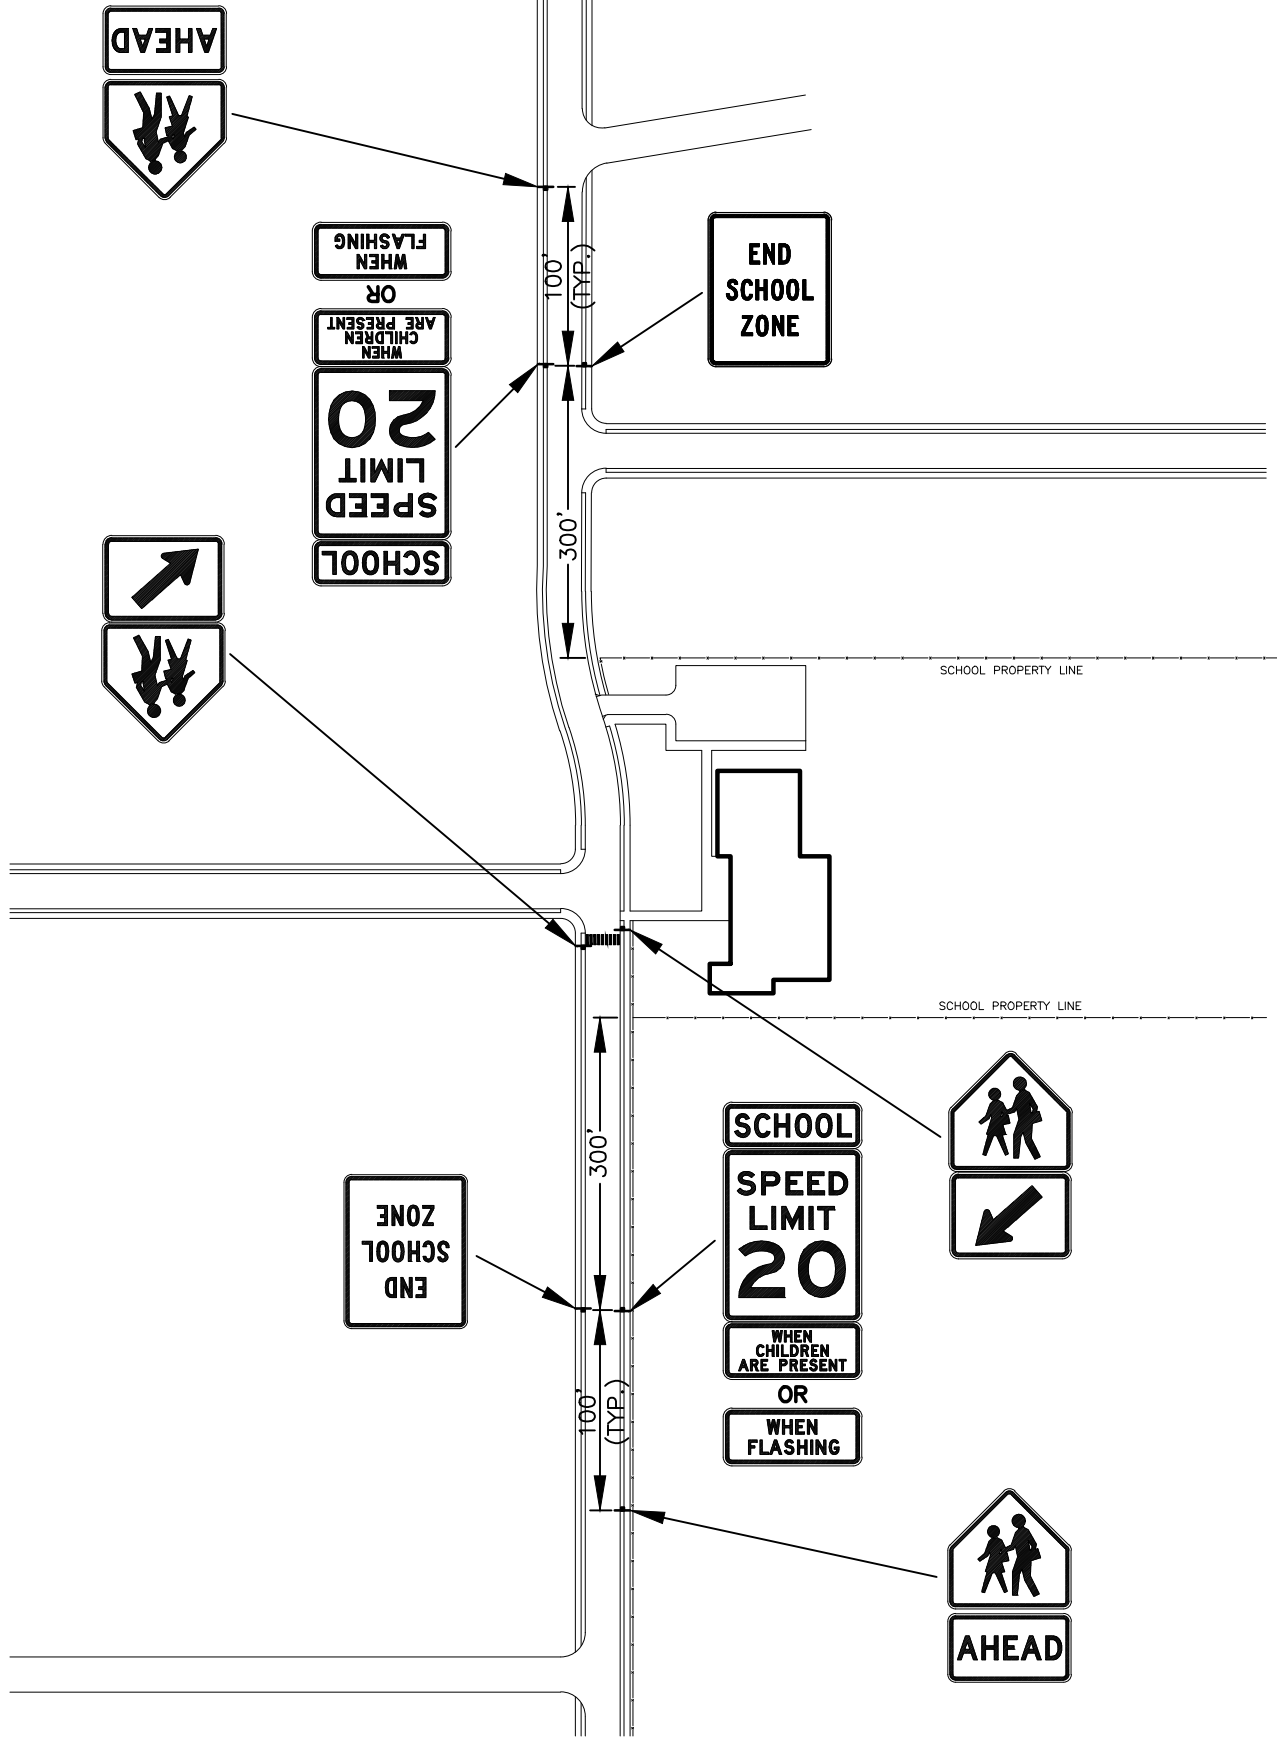 AHEAD
WHEN
FLASHING
OR
WHEN
CHILDREN
ARE PRESENT
20
LIMIT
SPEED
SCHOOL
100'
(TYP.)
END
SCHOOL
ZONE
300'
SCHOOL PROPERTY LINE
SCHOOL PROPERTY LINE
300'
SCHOOL
SPEED
LIMIT
20
WHEN
CHILDREN
ARE PRESENT
OR
WHEN
FLASHING
END
SCHOOL
ZONE
100'
(TYP.)
AHEAD